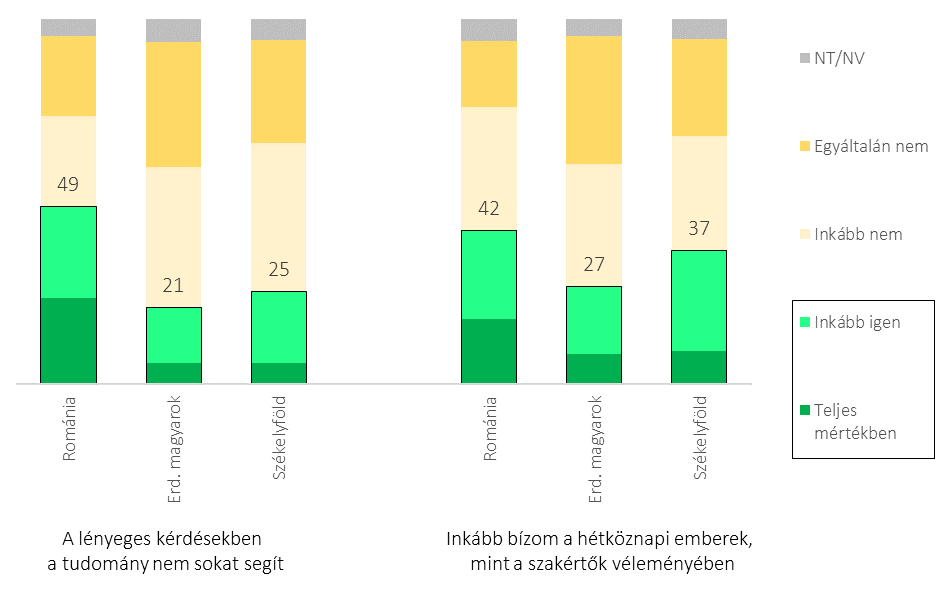 49
21
25
42
27
37
NT/NV
Egyáltalán nem
Inkább nem
Inkább igen
Teljes
mértékben
Románia
Erd. magyarok
Székelyföld
Románia
Erd. magyarok
Székelyföld
A lényeges kérdésekben
a tudomány nem sokat segít
Inkább bízom a hétköznapi emberek,
mint a szakértők véleményében